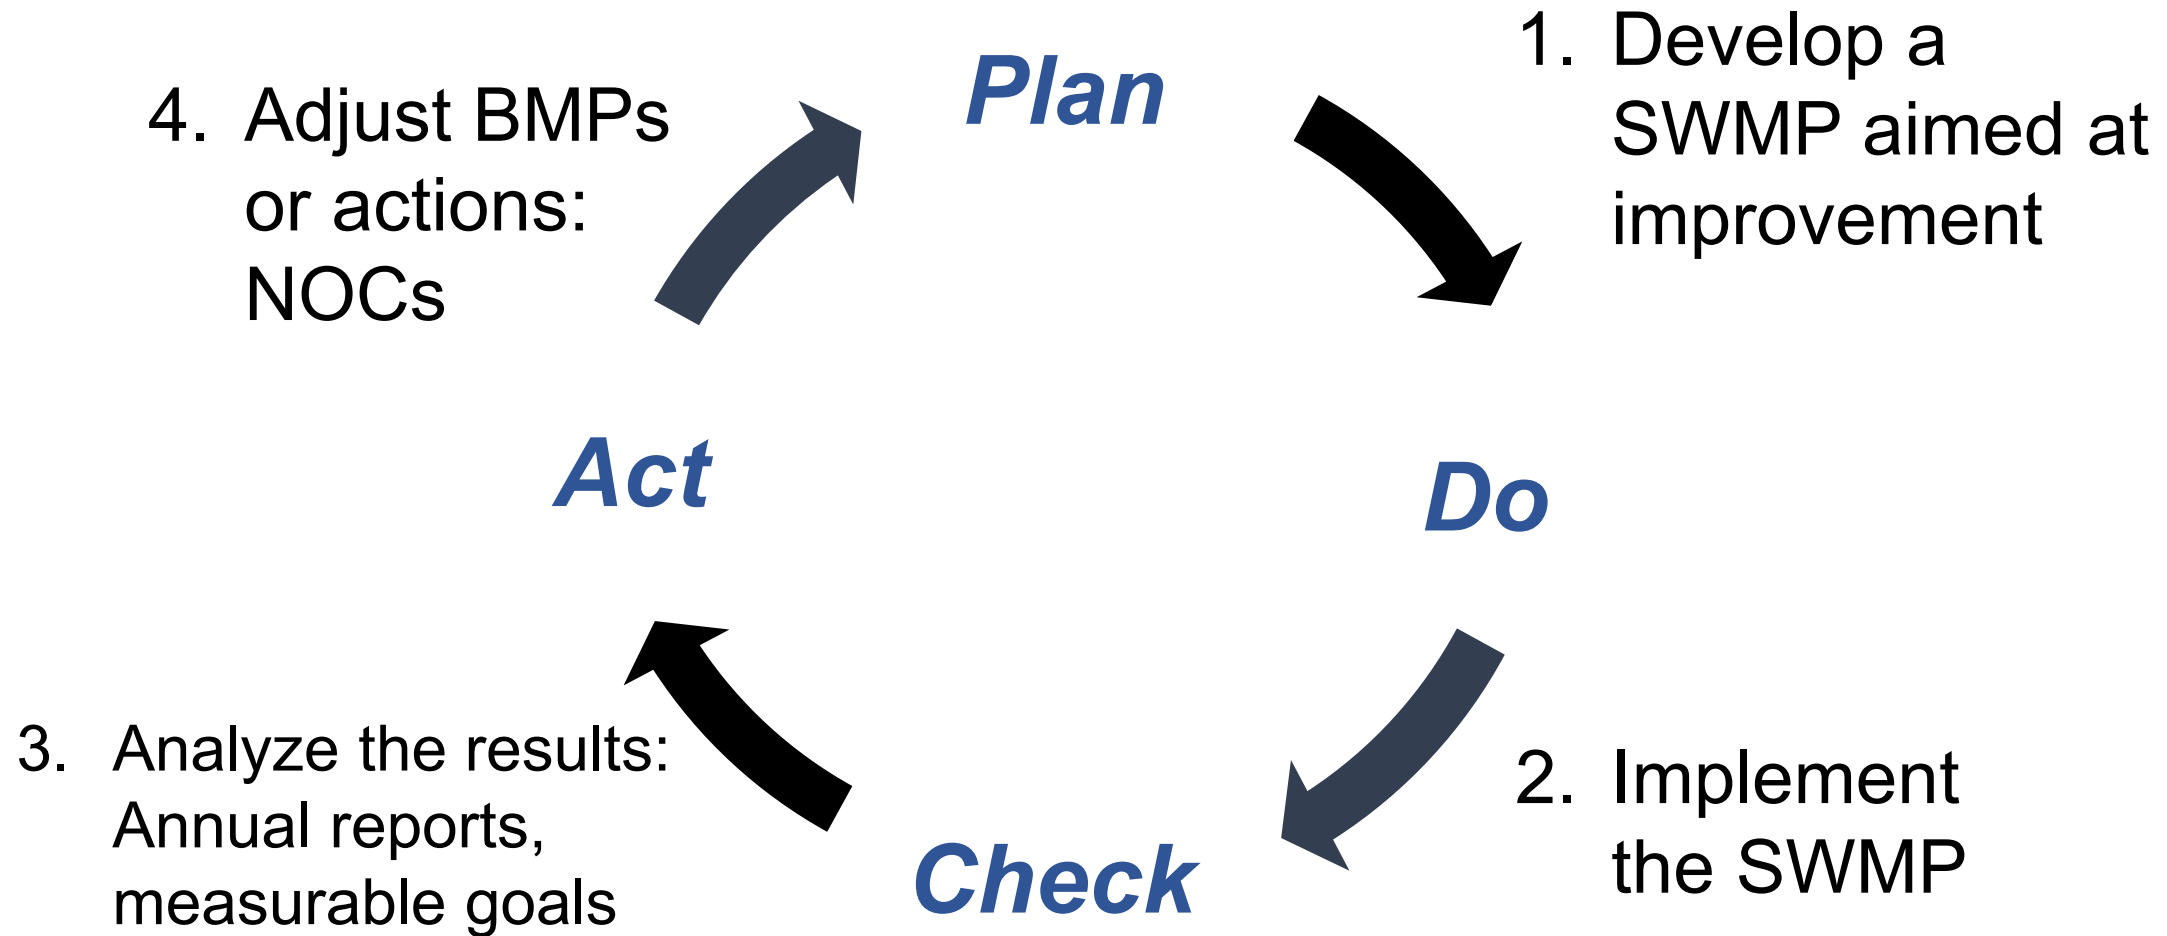 Plan
1. Develop a
SWMP aimed at
improvement
Do
2. Implement
the SWMP
Check
3. Analyze the results:
Annual reports,
measurable goals
Act
4. Adjust BMPs
or actions:
NOCs